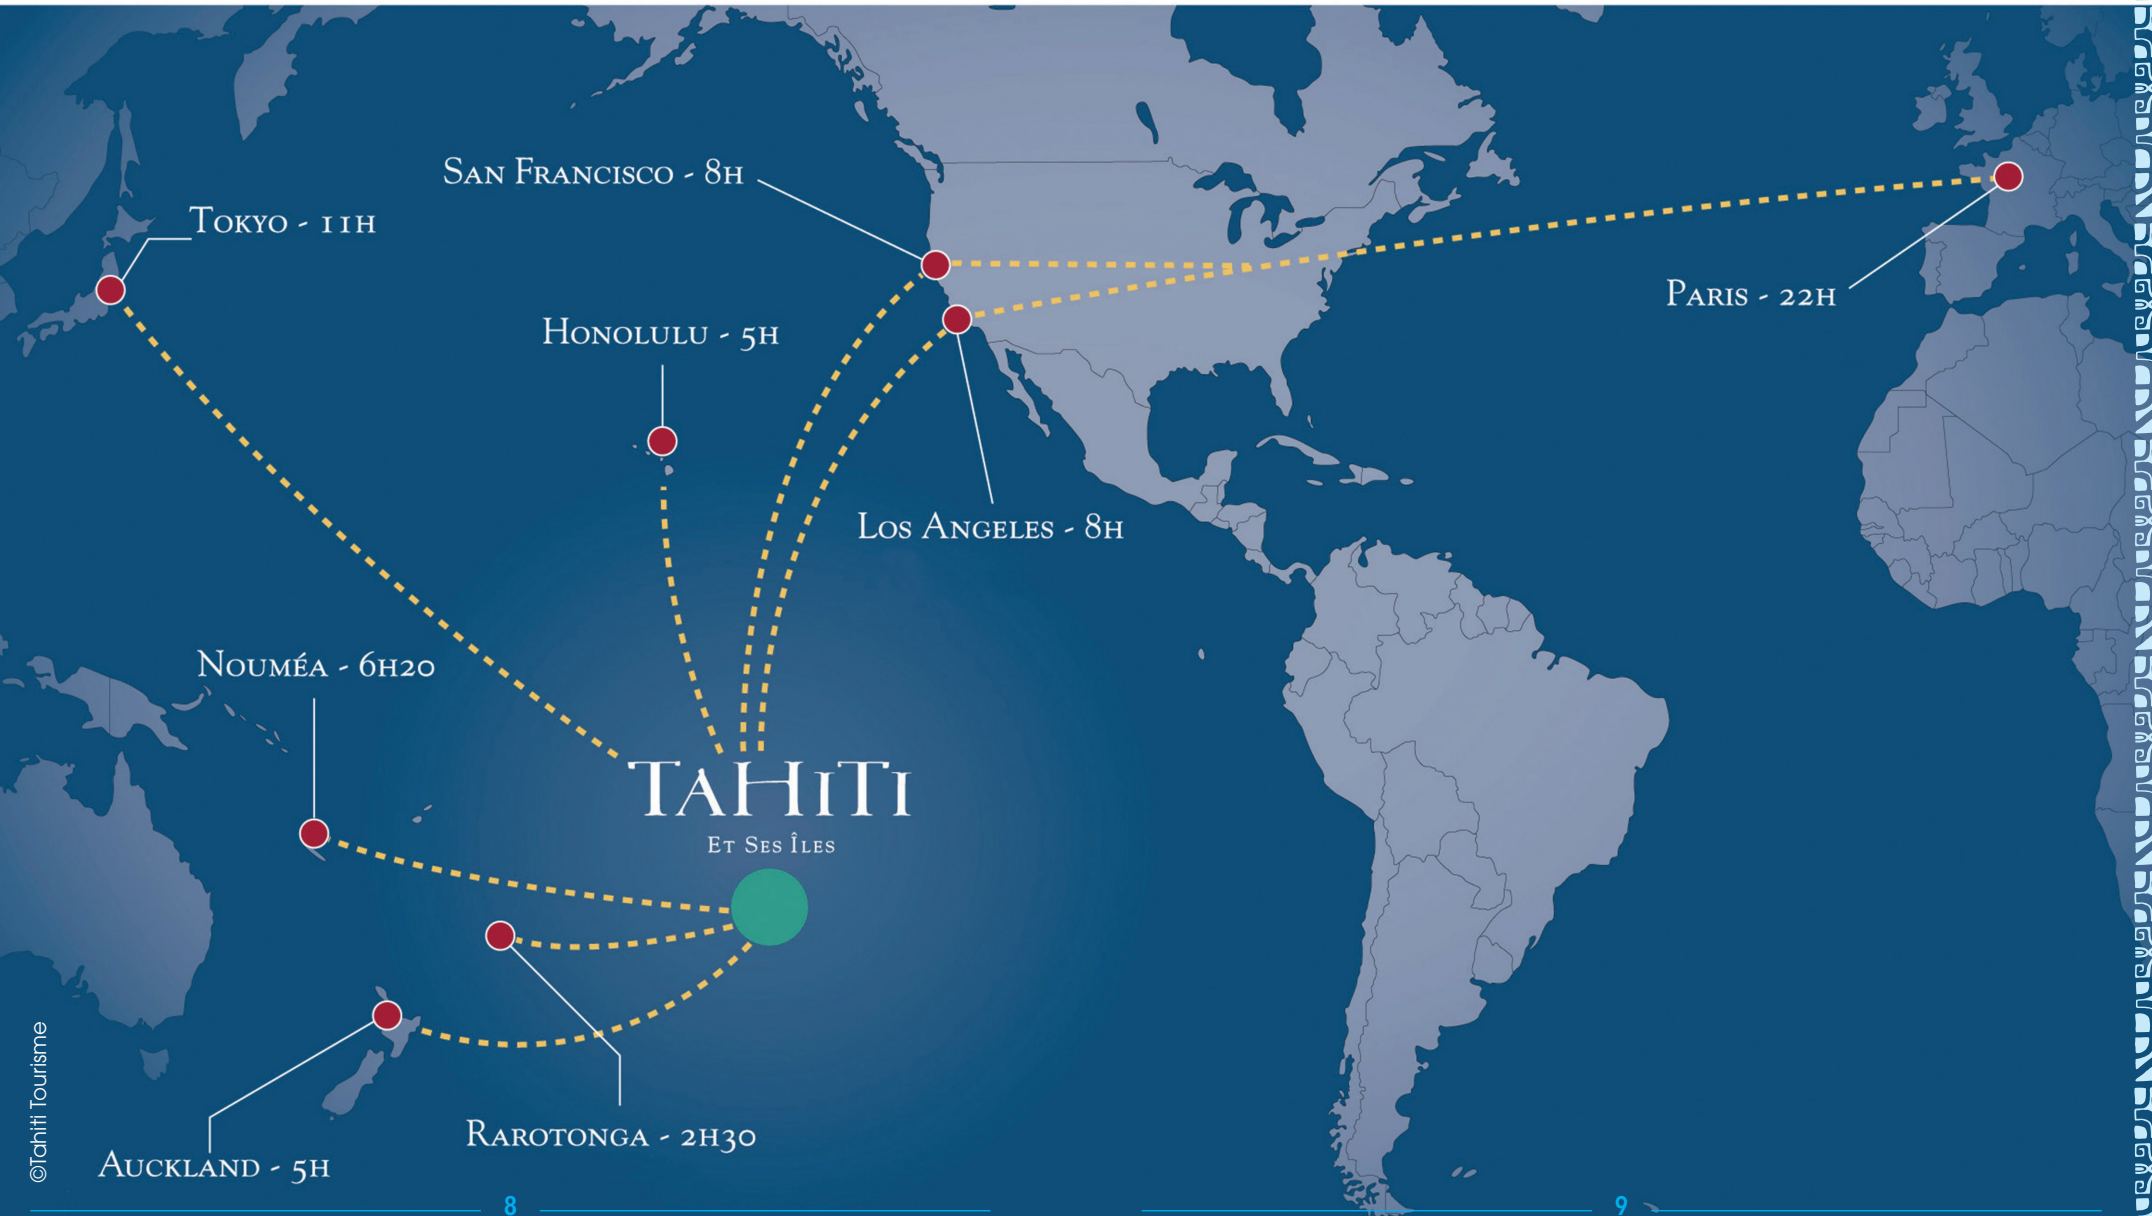 San Francisco - 8h
Tokyo - 11h
Paris - 22h
Honolulu - 5h
Los Angeles - 8h
Nouméa - 6h20
TAHITI
Et Ses Îles
Rarotonga - 2h30
Auckland - 5h
©Tahiti Tourisme
8
9